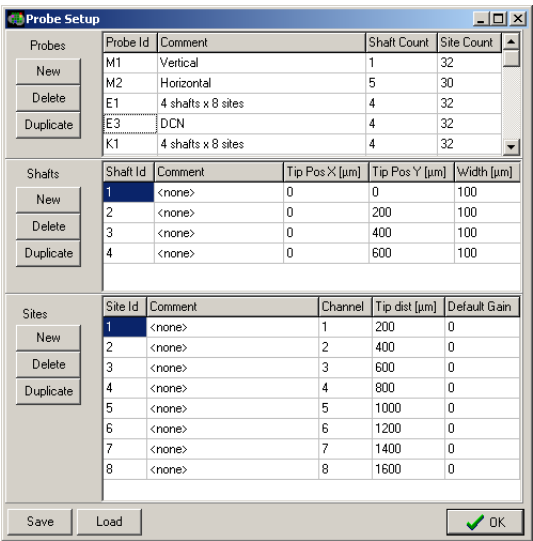 Probe Setup
Probes
New
Delete
Duplicate
Probe Id Comment Shaft Count Site Count
M1 Vertical 1 32
M2 Horizontal 5 30
E1 4 shafts x 8 sites 4 32
E3 DCN 4 32
K1 4 shafts x 8 sites 4 32
Shafts
New
Delete
Duplicate
Shaft Id Comment Tip Pos X [µm] Tip Pos Y [µm] Width [µm]
1 <none> 0 0 100
2 <none> 0 200 100
3 <none> 0 400 100
4 <none> 0 600 100
Sites
New
Delete
Duplicate
Site Id Comment Channel Tip dist [µm] Default Gain
1 <none> 1 200 0
2 <none> 2 400 0
3 <none> 3 600 0
4 <none> 4 800 0
5 <none> 5 1000 0
6 <none> 6 1200 0
7 <none> 7 1400 0
8 <none> 8 1600 0
Save Load OK